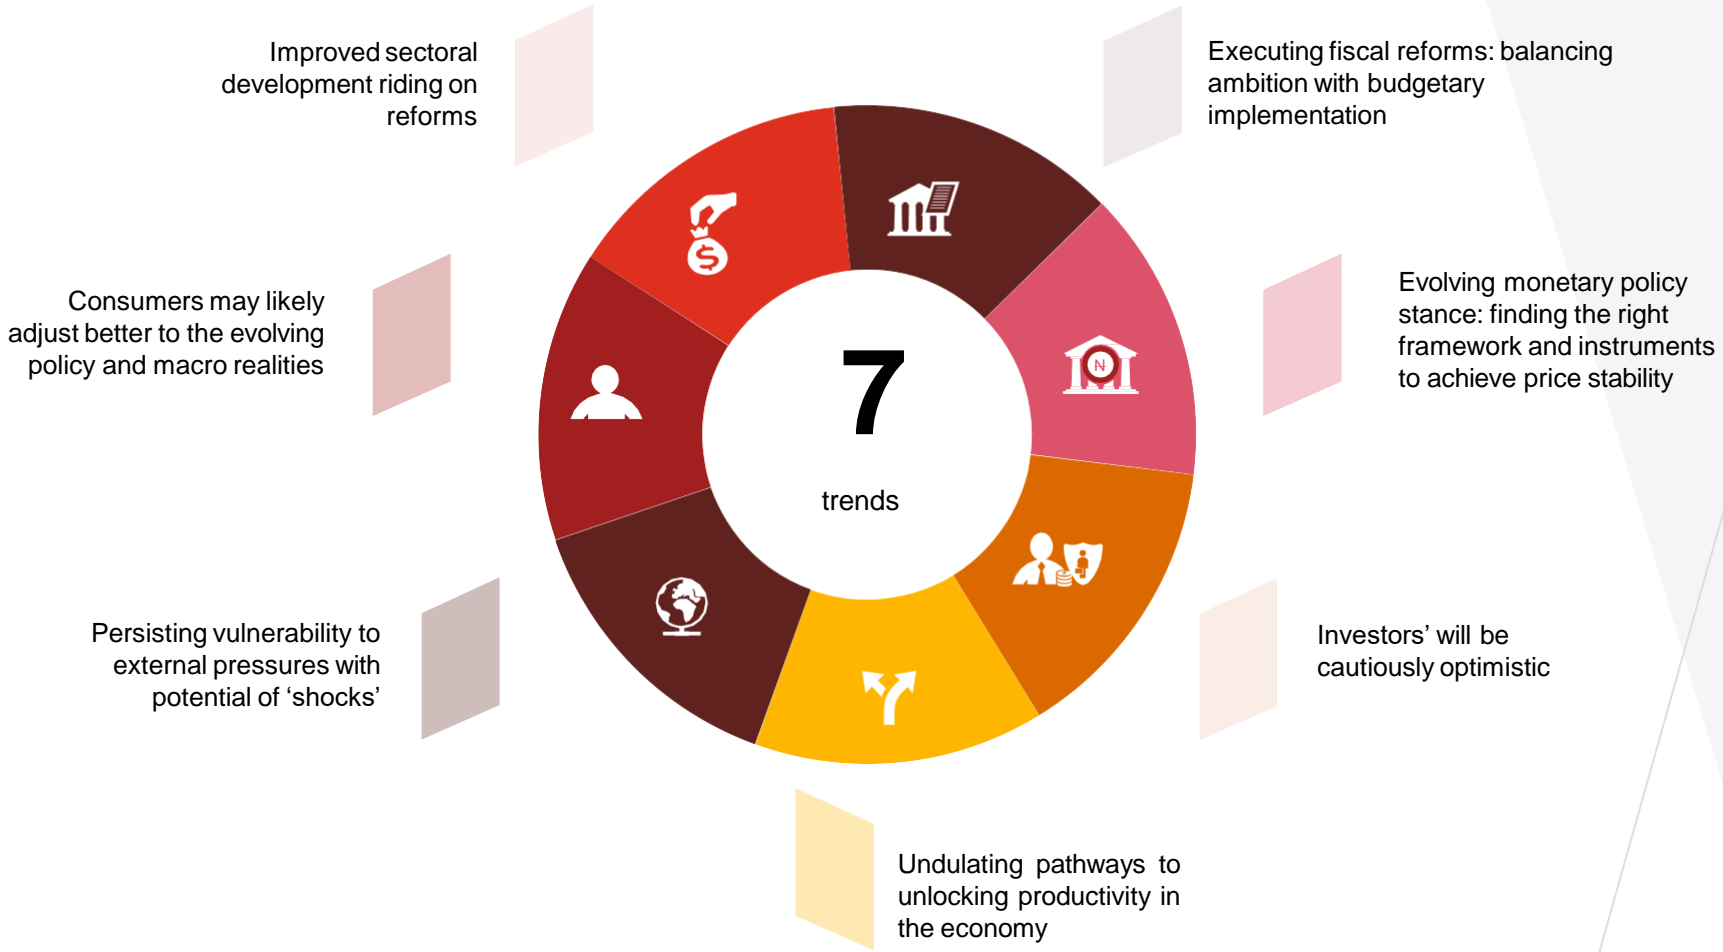 Improved sectoral
development riding on
reforms
Executing fiscal reforms: balancing
ambition with budgetary
implementation
Consumers may likely
adjust better to the evolving
policy and macro realities
Evolving monetary policy
stance: finding the right
framework and instruments
to achieve price stability
7
trends
$
₦
Persisting vulnerability to
external pressures with
potential of ‘shocks’
Investors’ will be
cautiously optimistic
Undulating pathways to
unlocking productivity in
the economy